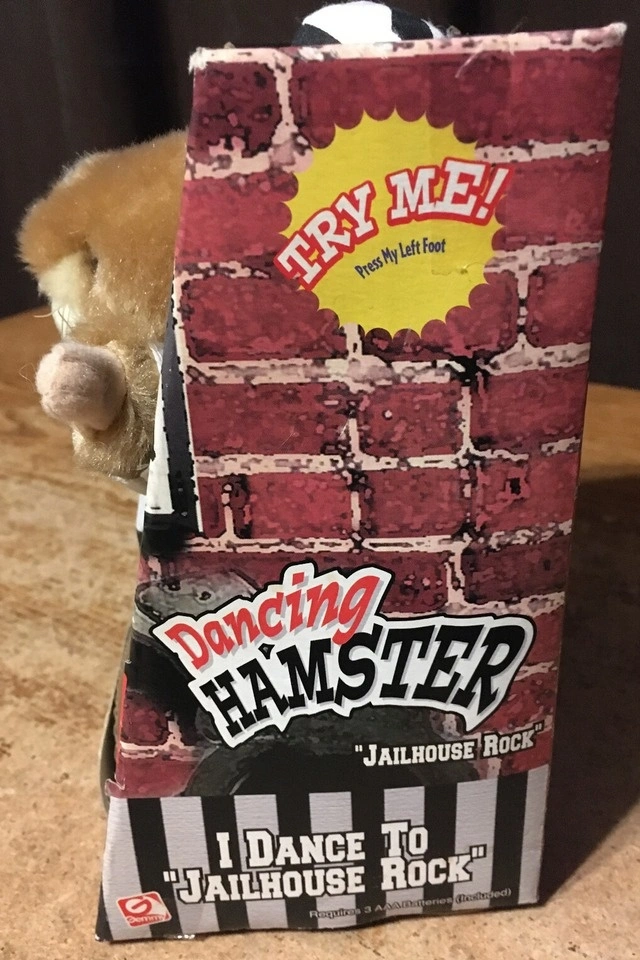 TRY ME!
Press My Left Foot
Dancing
HAMSTER
"JAILHOUSE ROCK"
I DANCE TO
"JAILHOUSE ROCK"
Requires 3 AAA Batteries (Included)
Gemmy